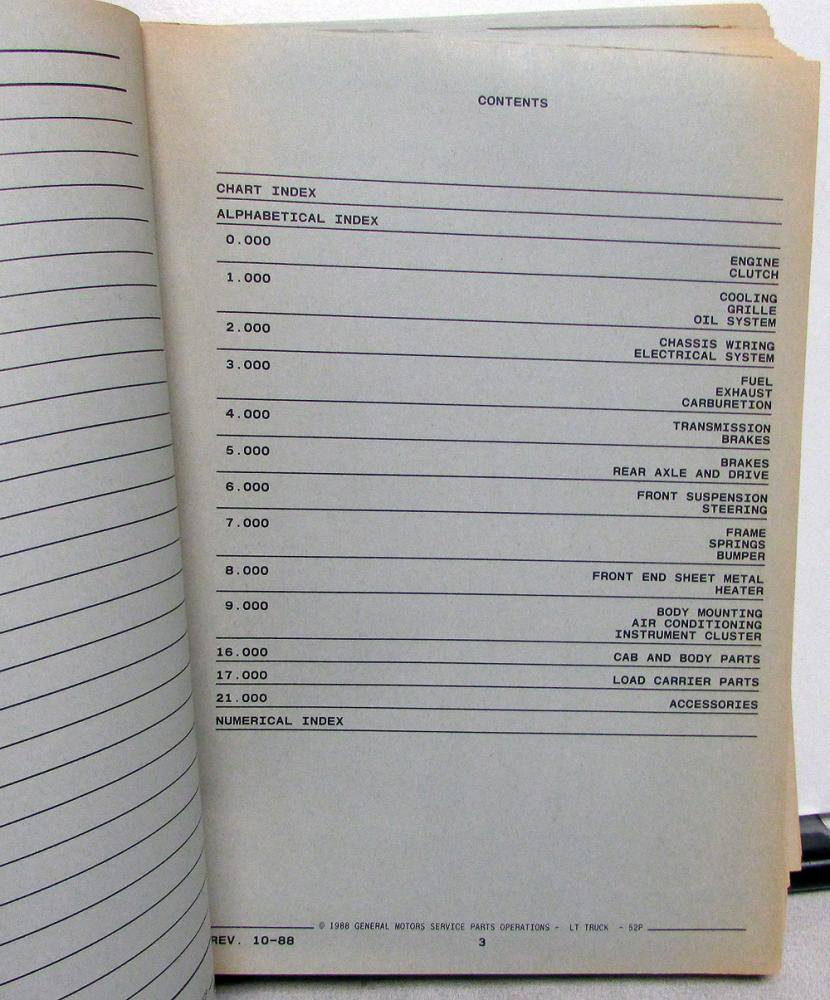 CONTENTS
CHART INDEX
ALPHABETICAL INDEX
0.000
ENGINE
CLUTCH
1.000
COOLING
GRILLE
OIL SYSTEM
2.000
CHASSIS WIRING
ELECTRICAL SYSTEM
3.000
FUEL
EXHAUST
CARBURETION
4.000
TRANSMISSION
BRAKES
5.000
BRAKES
REAR AXLE AND DRIVE
6.000
FRONT SUSPENSION
STEERING
7.000
FRAME
SPRINGS
BUMPER
8.000
FRONT END SHEET METAL
HEATER
9.000
BODY MOUNTING
AIR CONDITIONING
INSTRUMENT CLUSTER
16.000 CAB AND BODY PARTS
17.000 LOAD CARRIER PARTS
21.000 ACCESSORIES
NUMERICAL INDEX
© 1988 GENERAL MOTORS SERVICE PARTS OPERATIONS - LT TRUCK - 52P
REV. 10-88 3